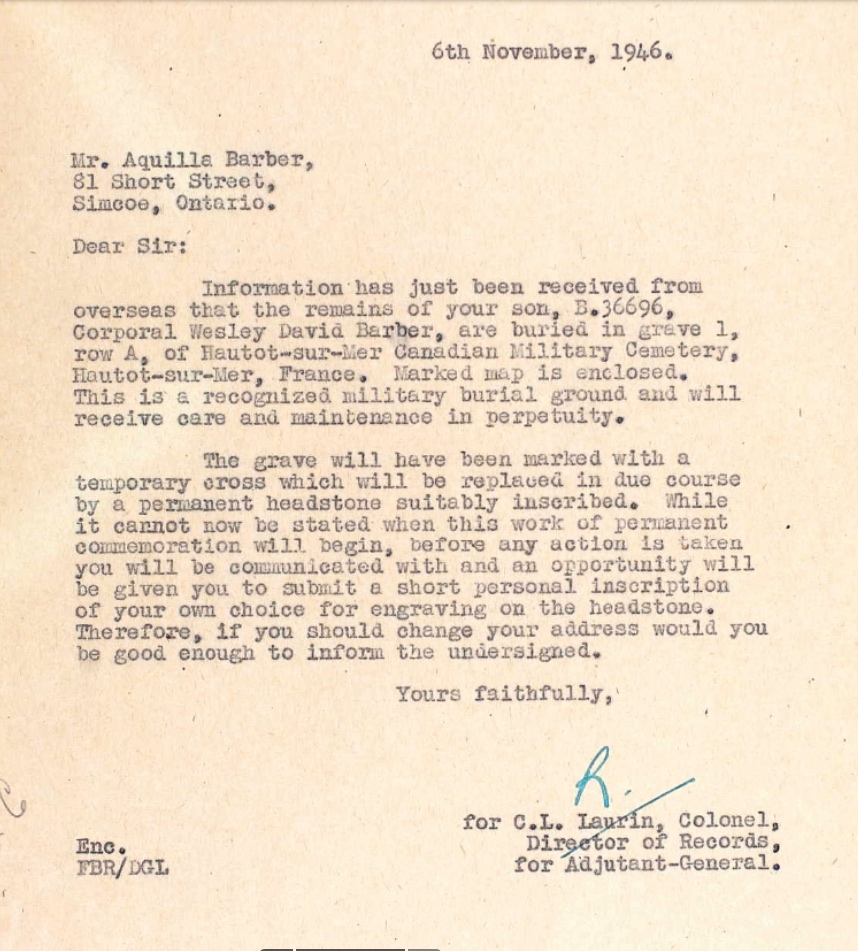 6th November, 1946.
Mr. Aquilla Barber,
81 Short Street,
Simcoe, Ontario.
Dear Sir:
Information has just been received from
overseas that the remains of your son, B.36696,
Corporal Wesley David Barber, are buried in grave 1,
row A, of Hautot-sur-Mer Canadian Military Cemetery,
Hautot-sur-Mer, France. Marked map is enclosed.
This is a recognized military burial ground and will
receive care and maintenance in perpetuity.
The grave will have been marked with a
temporary cross which will be replaced in due course
by a permanent headstone suitably inscribed. While
it cannot now be stated when this work of permanent
commemoration will begin, before any action is taken
you will be communicated with and an opportunity will
be given you to submit a short personal inscription
of your own choice for engraving on the headstone.
Therefore, if you should change your address would you
be good enough to inform the undersigned.
Yours faithfully,
R.
for C.L. Laurin, Colonel,
Director of Records,
for Adjutant-General.
Enc.
FBR/DGL